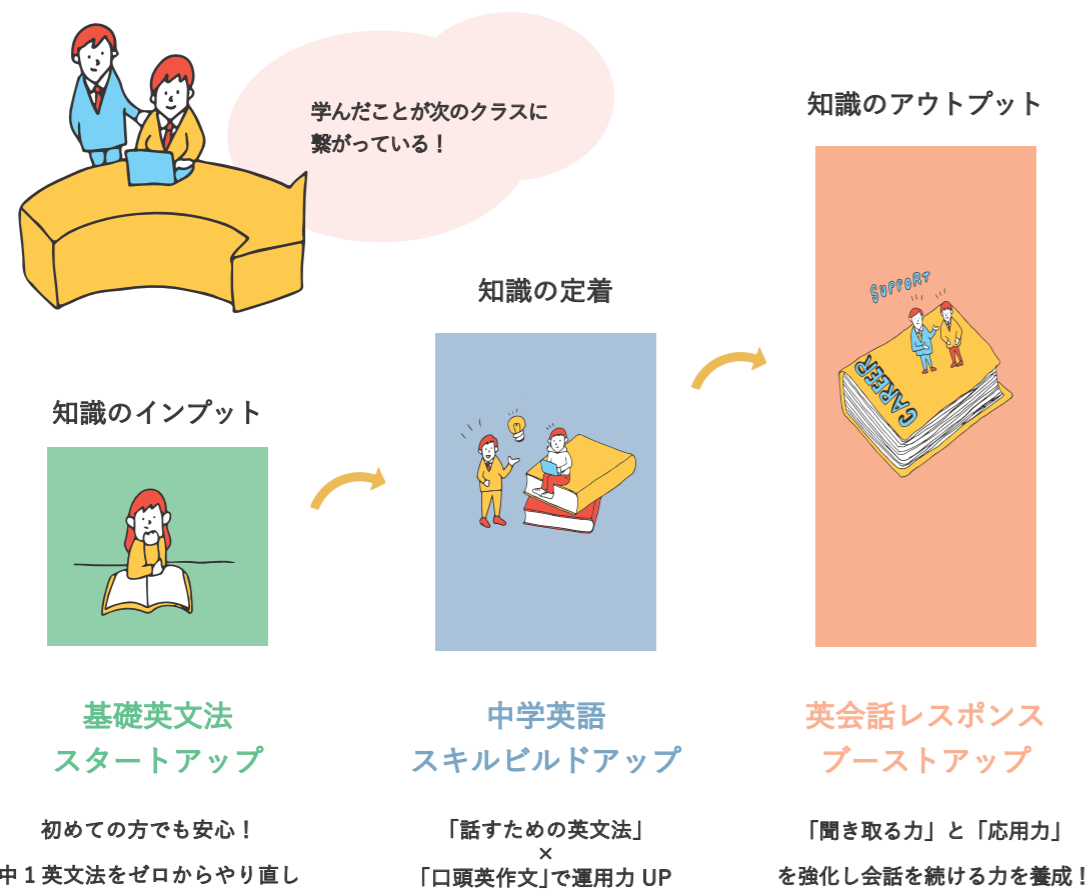 学んだことが次のクラスに
繋がっている！
知識のインプット
基礎英文法
スタートアップ
初めての方でも安心！
中1英文法をゼロからやり直し
知識の定着
中学英語
スキルビルドアップ
「話すための英文法」
×
「口頭英作文」で運用力 UP
知識のアウトプット
SUPPORT
CAREER
英会話レスポンス
ブーストアップ
「聞き取る力」と「応用力」
を強化し会話を続ける力を養成！